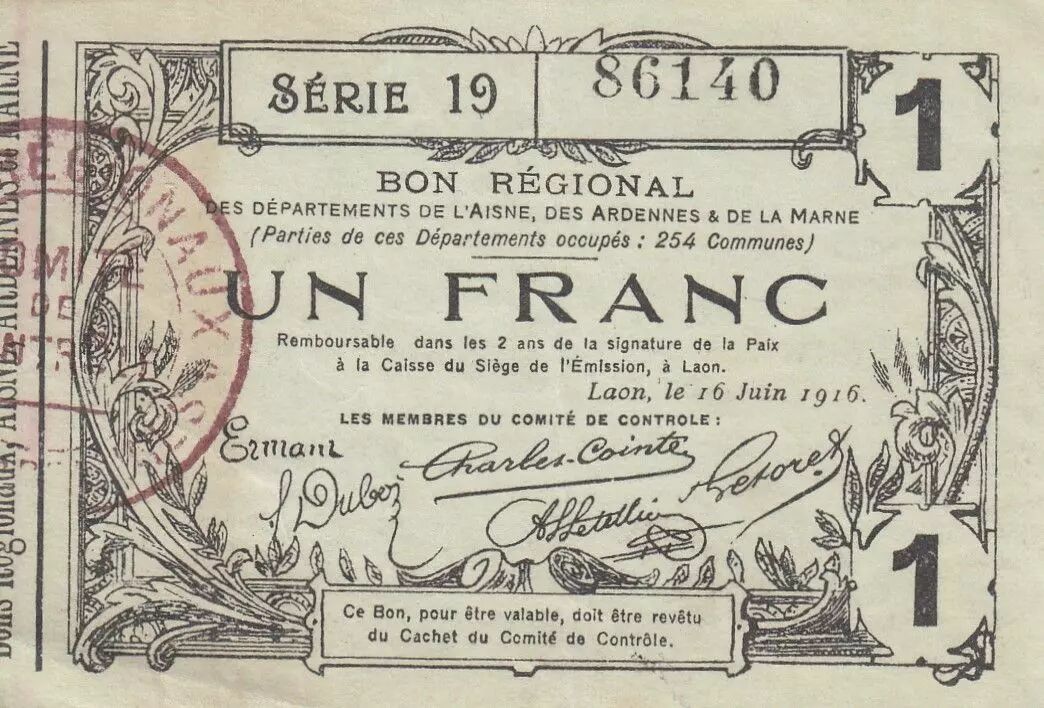 SÉRIE 19
86140
1
BON RÉGIONAL
DES DÉPARTEMENTS DE L'AISNE, DES ARDENNES & DE LA MARNE
(Parties de ces Départements occupés : 254 Communes)
UN FRANC
Remboursable dans les 2 ans de la signature de la Paix
à la Caisse du Siège de l'Émission, à Laon.
Laon, le 16 Juin 1916.
LES MEMBRES DU COMITÉ DE CONTROLE :
Ermant
Charles-Cointe
1
Ce Bon, pour être valable, doit être revêtu
du Cachet du Comité de Contrôle.